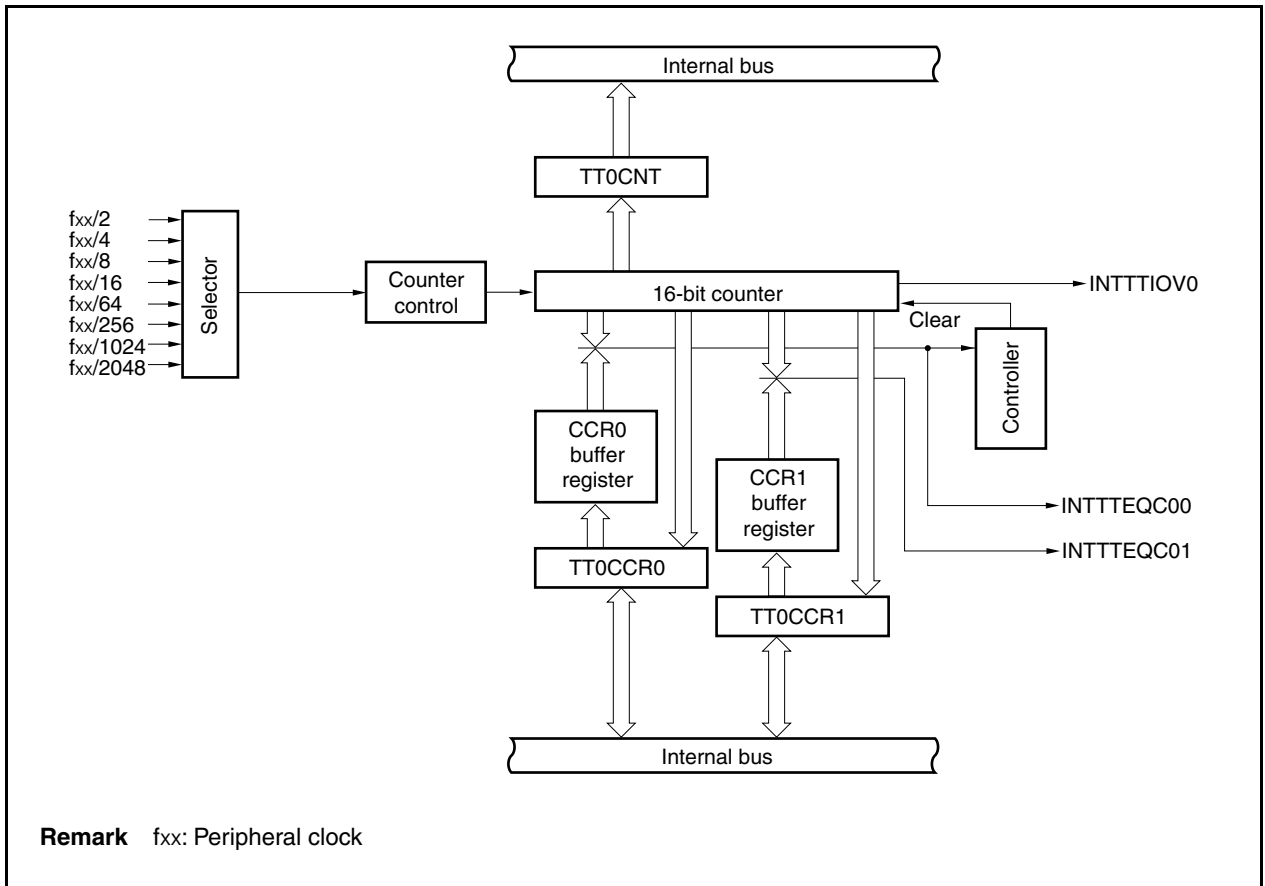 Internal bus
TT0CNT
fxx/2
fxx/4
fxx/8
fxx/16
fxx/64
fxx/256
fxx/1024
fxx/2048
Selector
Counter
control
16-bit counter
INTTTIOV0
Clear
Controller
CCR0
buffer
register
CCR1
buffer
register
INTTTEQC00
INTTTEQC01
TT0CCR0
TT0CCR1
Internal bus
Remark fxx: Peripheral clock